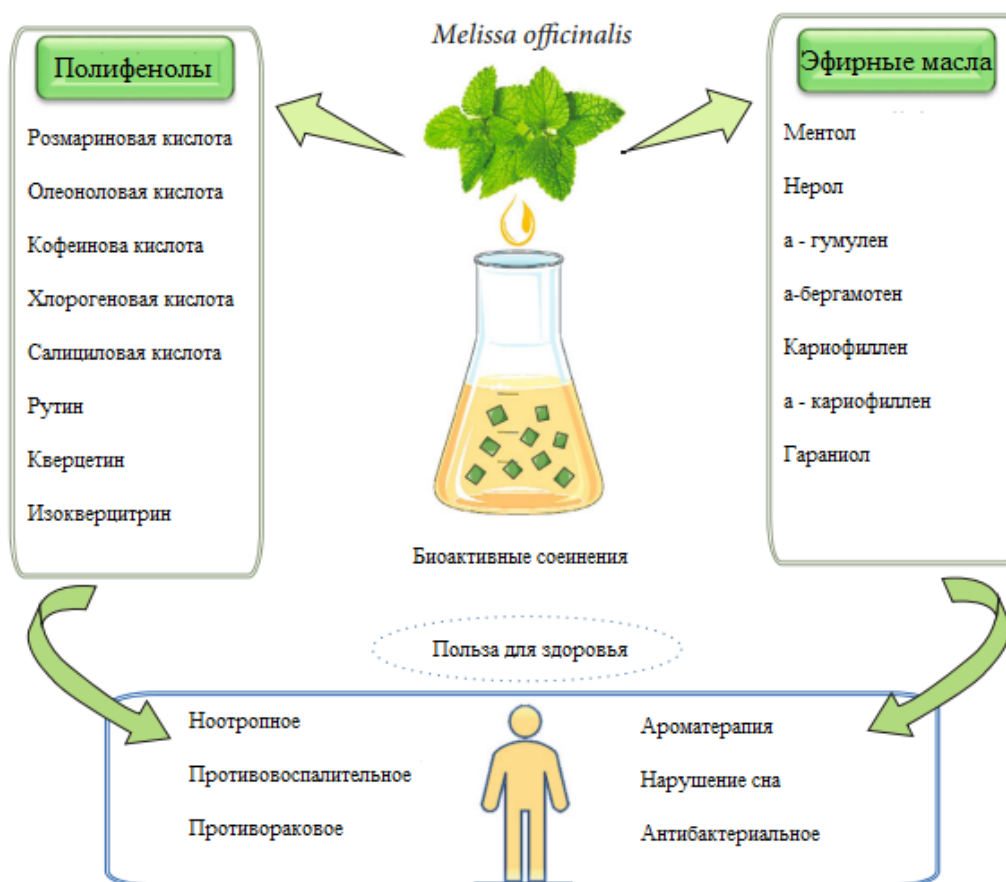 Melissa officinalis
Полифенолы
Розмариновая кислота
Олеоноловая кислота
Кофеинова кислота
Хлорогеновая кислота
Салициловая кислота
Рутин
Кверцетин
Изокверцитрин
Эфирные масла
Ментол
Нерол
а - гумулен
а-бергамотен
Кариофиллен
а - кариофиллен
Гараниол
Биоактивные соеинения
Польза для здоровья
Ноотропное
Противовоспалительное
Противораковое
Ароматерапия
Нарушение сна
Антибактериальное